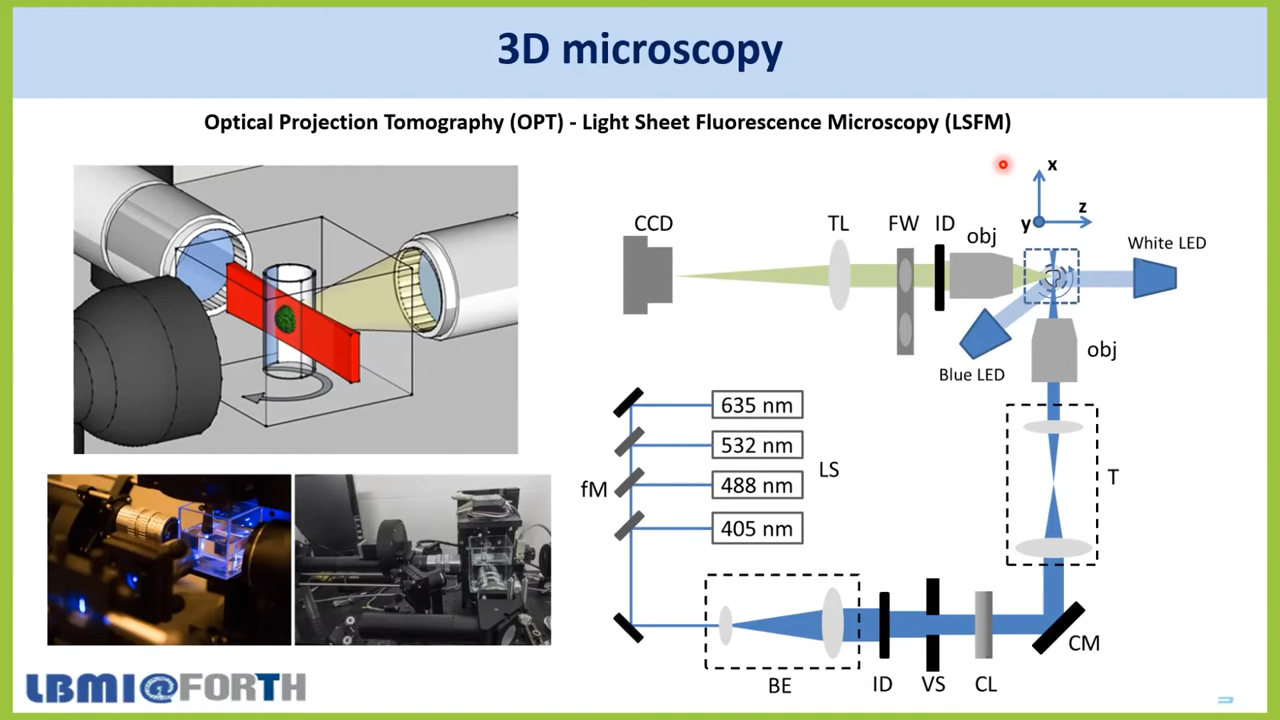 3D microscopy
Optical Projection Tomography (OPT) - Light Sheet Fluorescence Microscopy (LSFM)
x
z
y
CCD
TL
FW
ID
obj
White LED
Blue LED
obj
635 nm
532 nm
488 nm
405 nm
LS
fM
T
BE
ID
VS
CL
CM
LBMI@FORTH